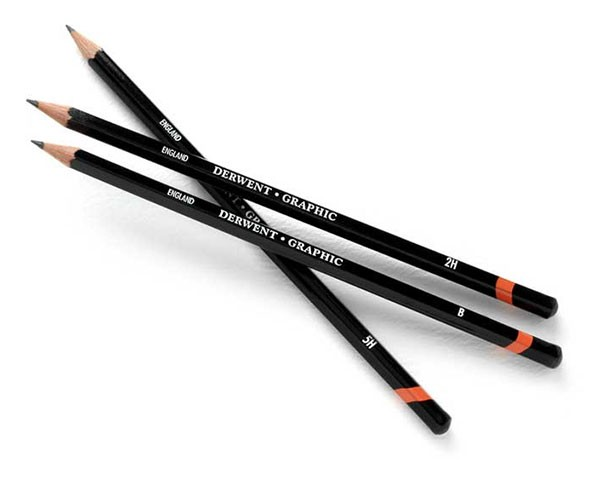 ENGLAND
ENGLAND DERWENT • GRAPHIC 2H
ENGLAND DERWENT • GRAPHIC B
5H